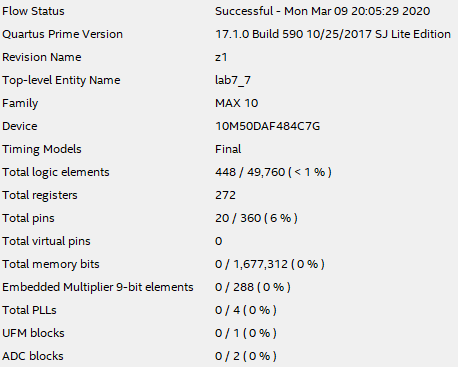 Flow Status Successful - Mon Mar 09 20:05:29 2020
Quartus Prime Version 17.1.0 Build 590 10/25/2017 SJ Lite Edition
Revision Name z1
Top-level Entity Name lab7_7
Family MAX 10
Device 10M50DAF484C7G
Timing Models Final
Total logic elements 448 / 49,760 ( < 1 % )
Total registers 272
Total pins 20 / 360 ( 6 % )
Total virtual pins 0
Total memory bits 0 / 1,677,312 ( 0 % )
Embedded Multiplier 9-bit elements 0 / 288 ( 0 % )
Total PLLs 0 / 4 ( 0 % )
UFM blocks 0 / 1 ( 0 % )
ADC blocks 0 / 2 ( 0 % )